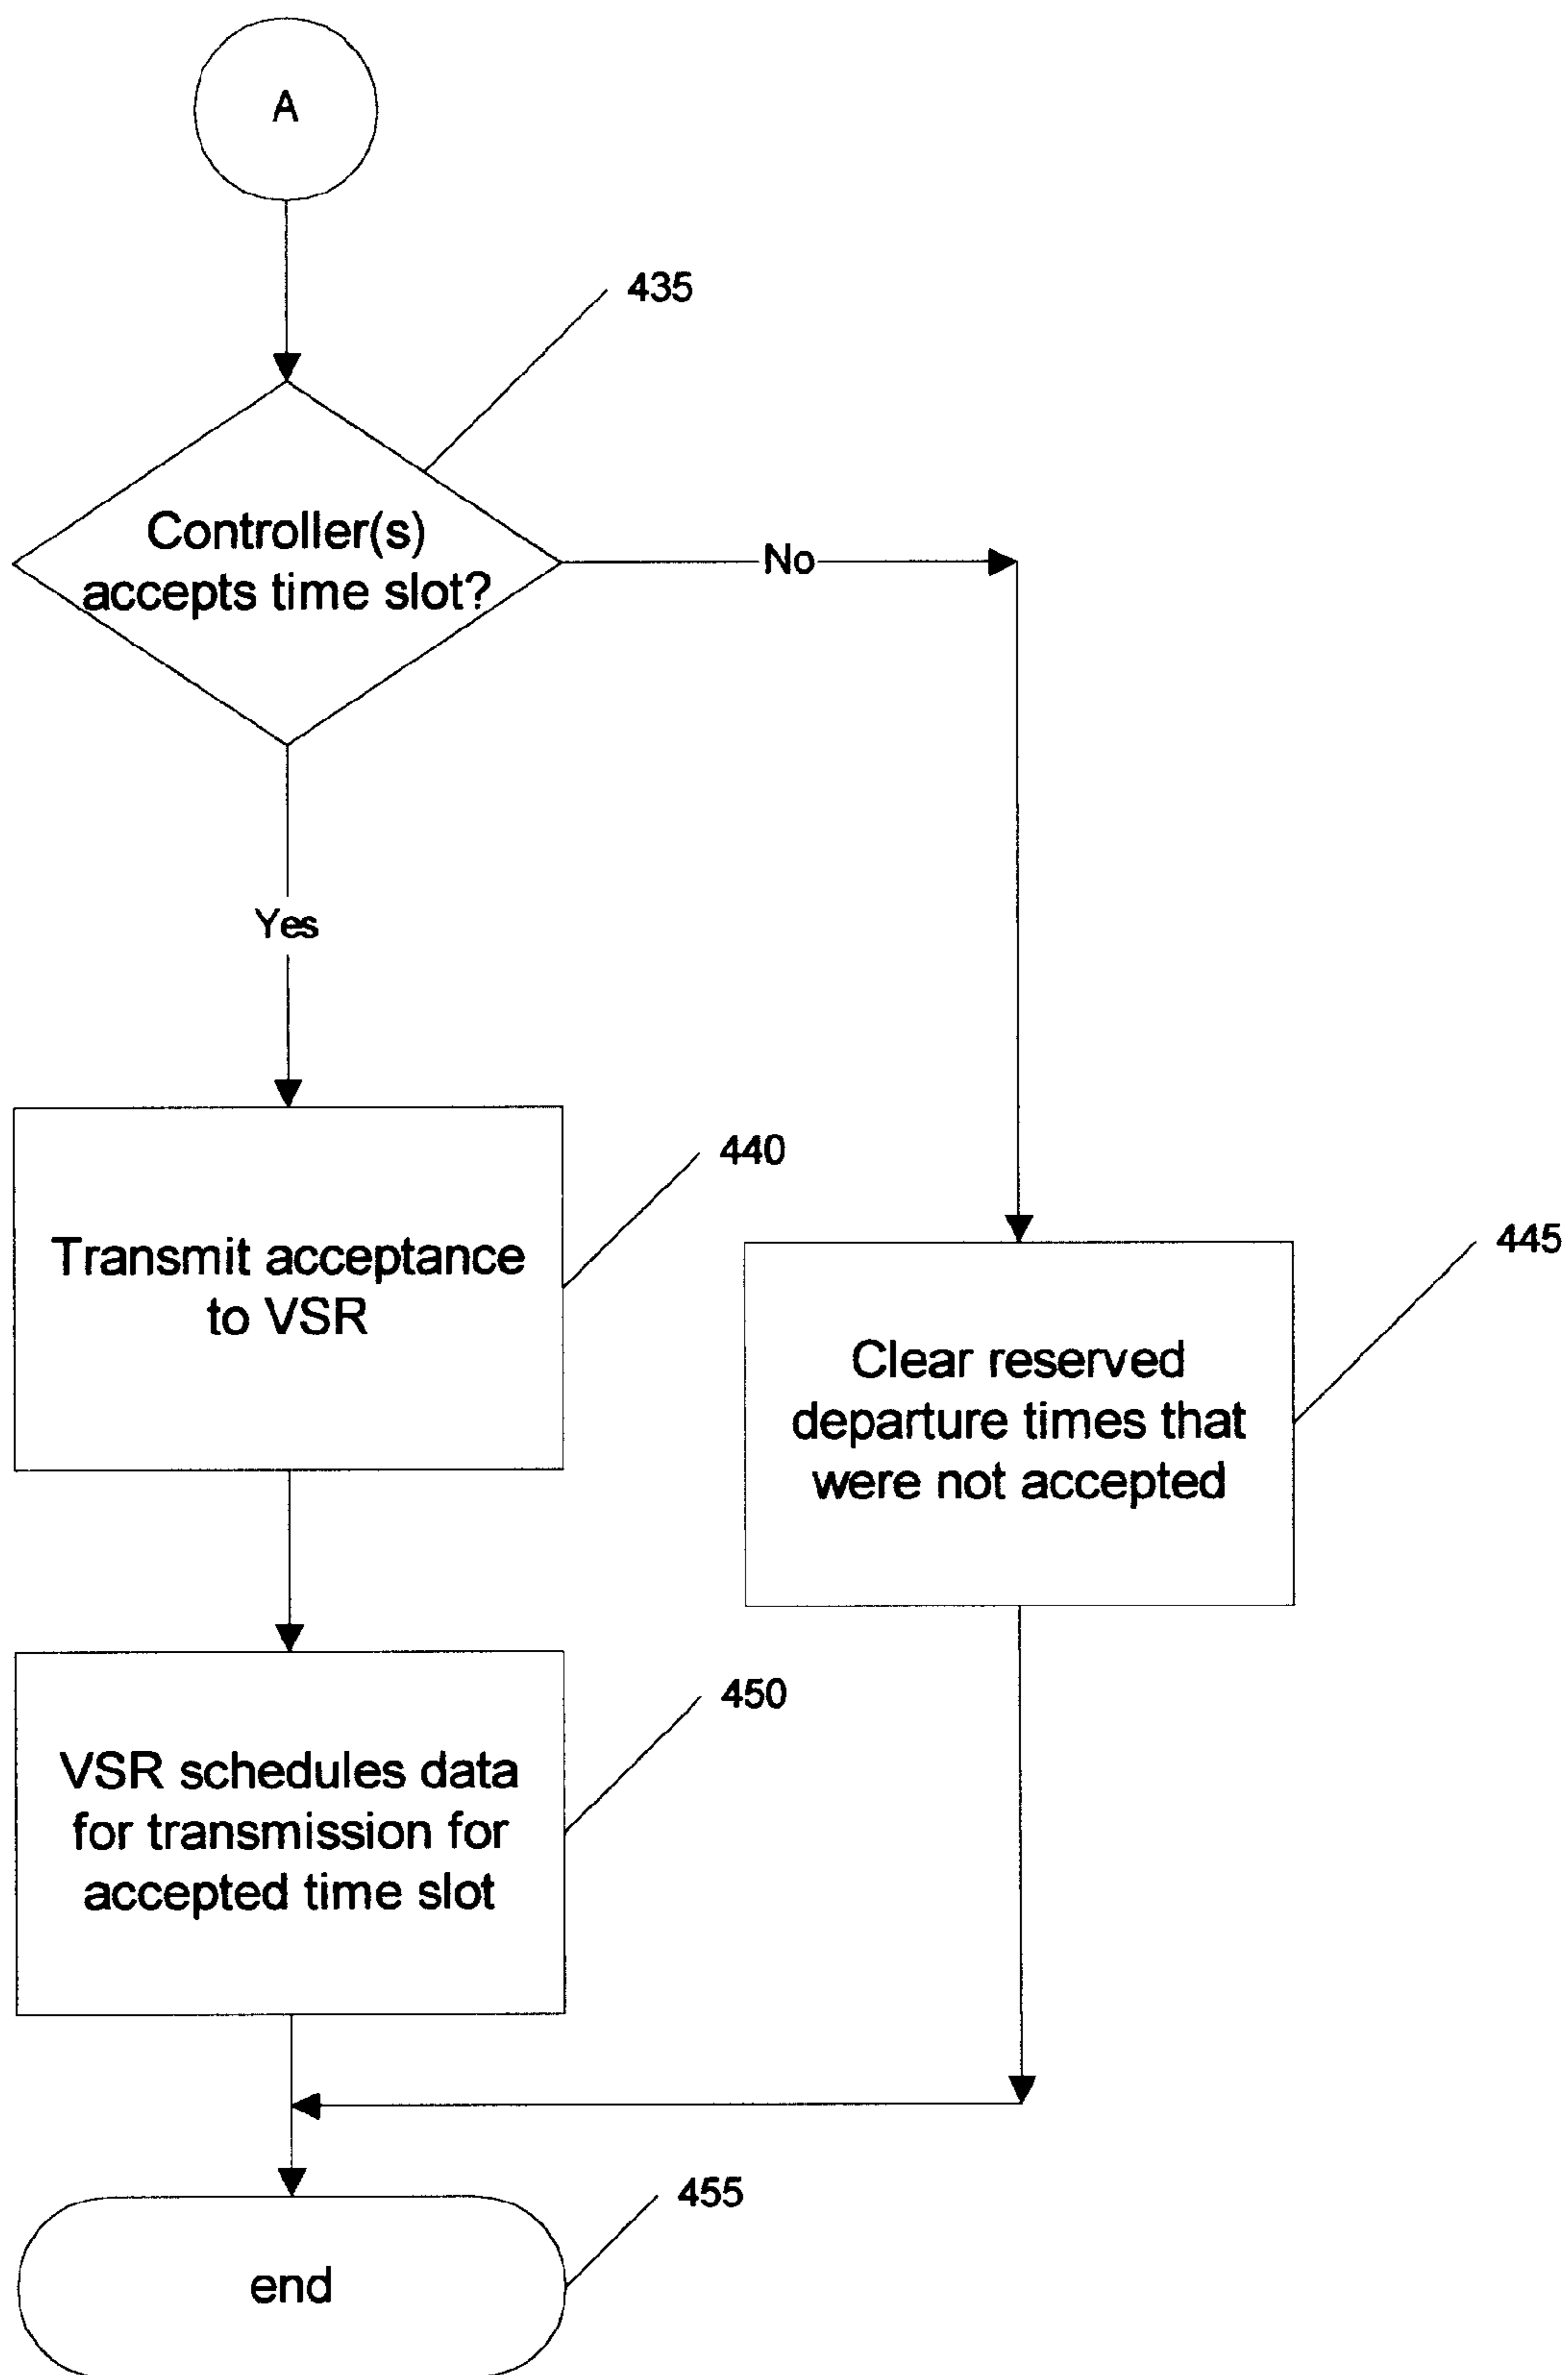 A
435
Controller(s)
accepts time slot?
No
Yes
440
Transmit acceptance
to VSR
445
Clear reserved
departure times that
were not accepted
450
VSR schedules data
for transmission for
accepted time slot
455
end